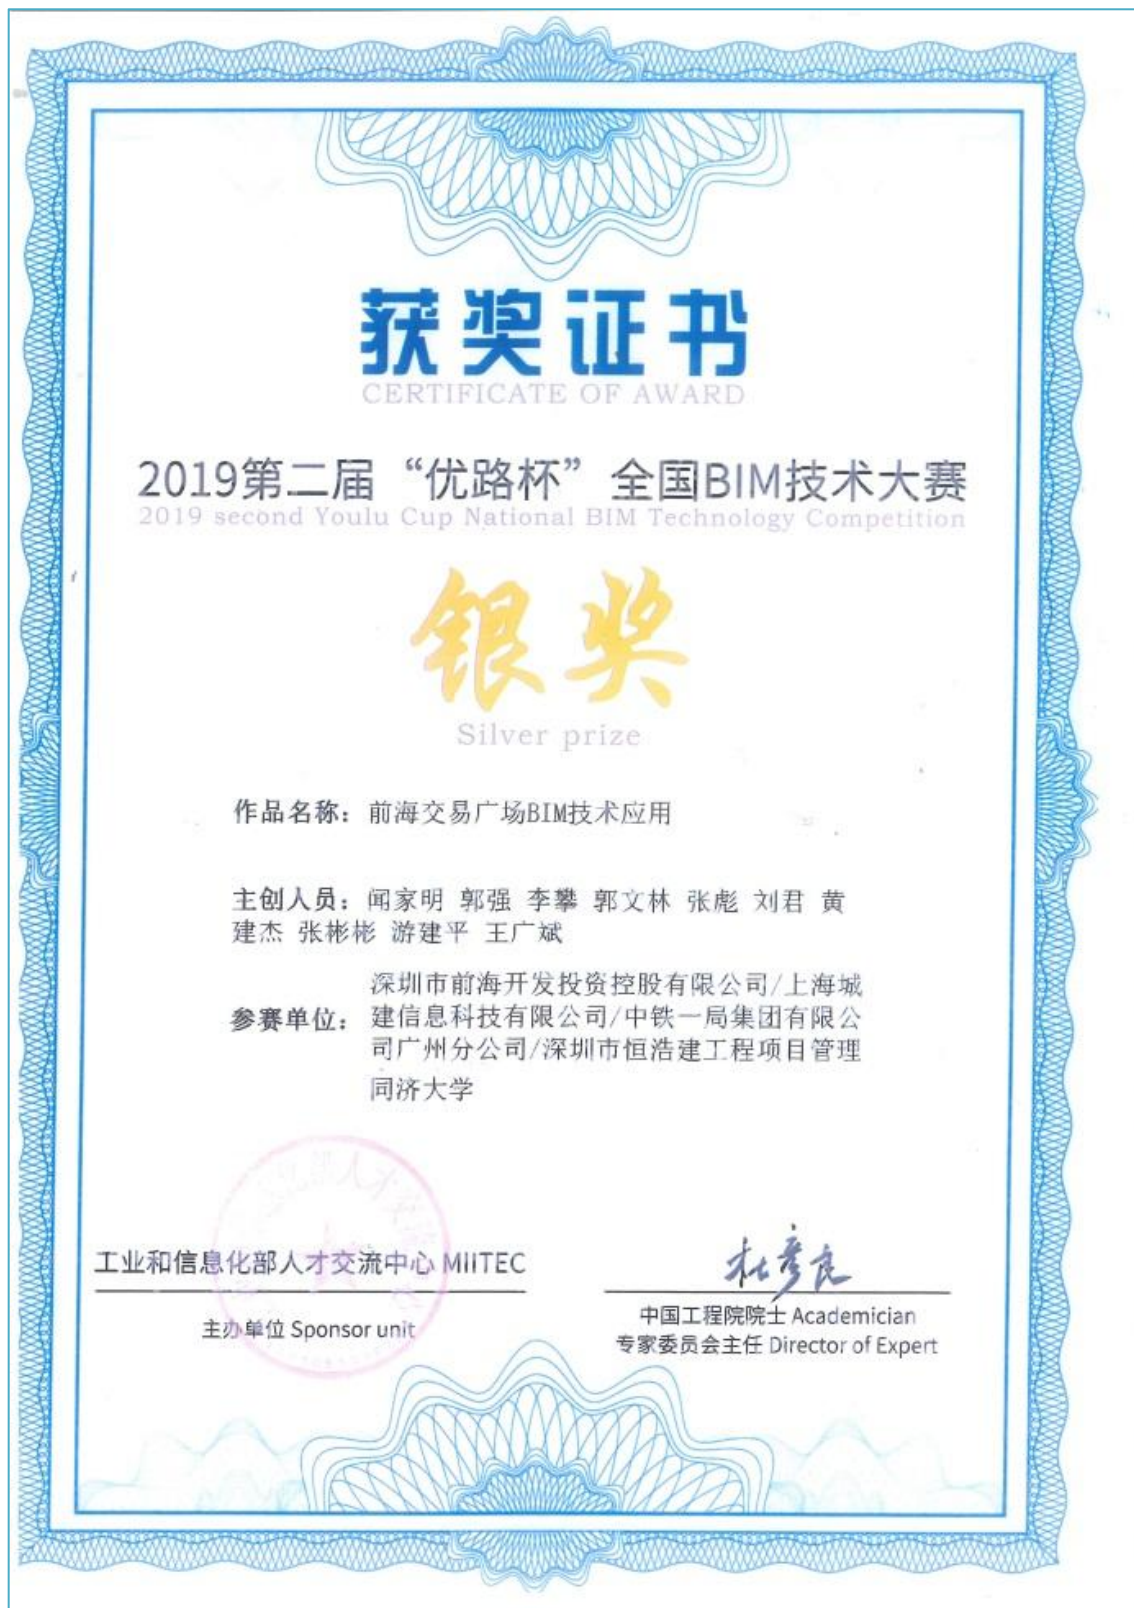 获奖证书
CERTIFICATE OF AWARD
2019第二届“优路杯”全国BIM技术大赛
2019 second Youlu Cup National BIM Technology Competition
银奖
Silver prize
作品名称：前海交易广场BIM技术应用
主创人员：闻家明 郭强 李攀 郭文林 张彪 刘君 黄
建杰 张彬彬 游建平 王广斌
参赛单位：
深圳市前海开发投资控股有限公司/上海城
建信息科技有限公司/中铁一局集团有限公
司广州分公司/深圳市恒浩建工程项目管理
同济大学
工业和信息化部人才交流中心 MIITEC
主办单位 Sponsor unit
杜彦良
中国工程院院士 Academician
专家委员会主任 Director of Expert